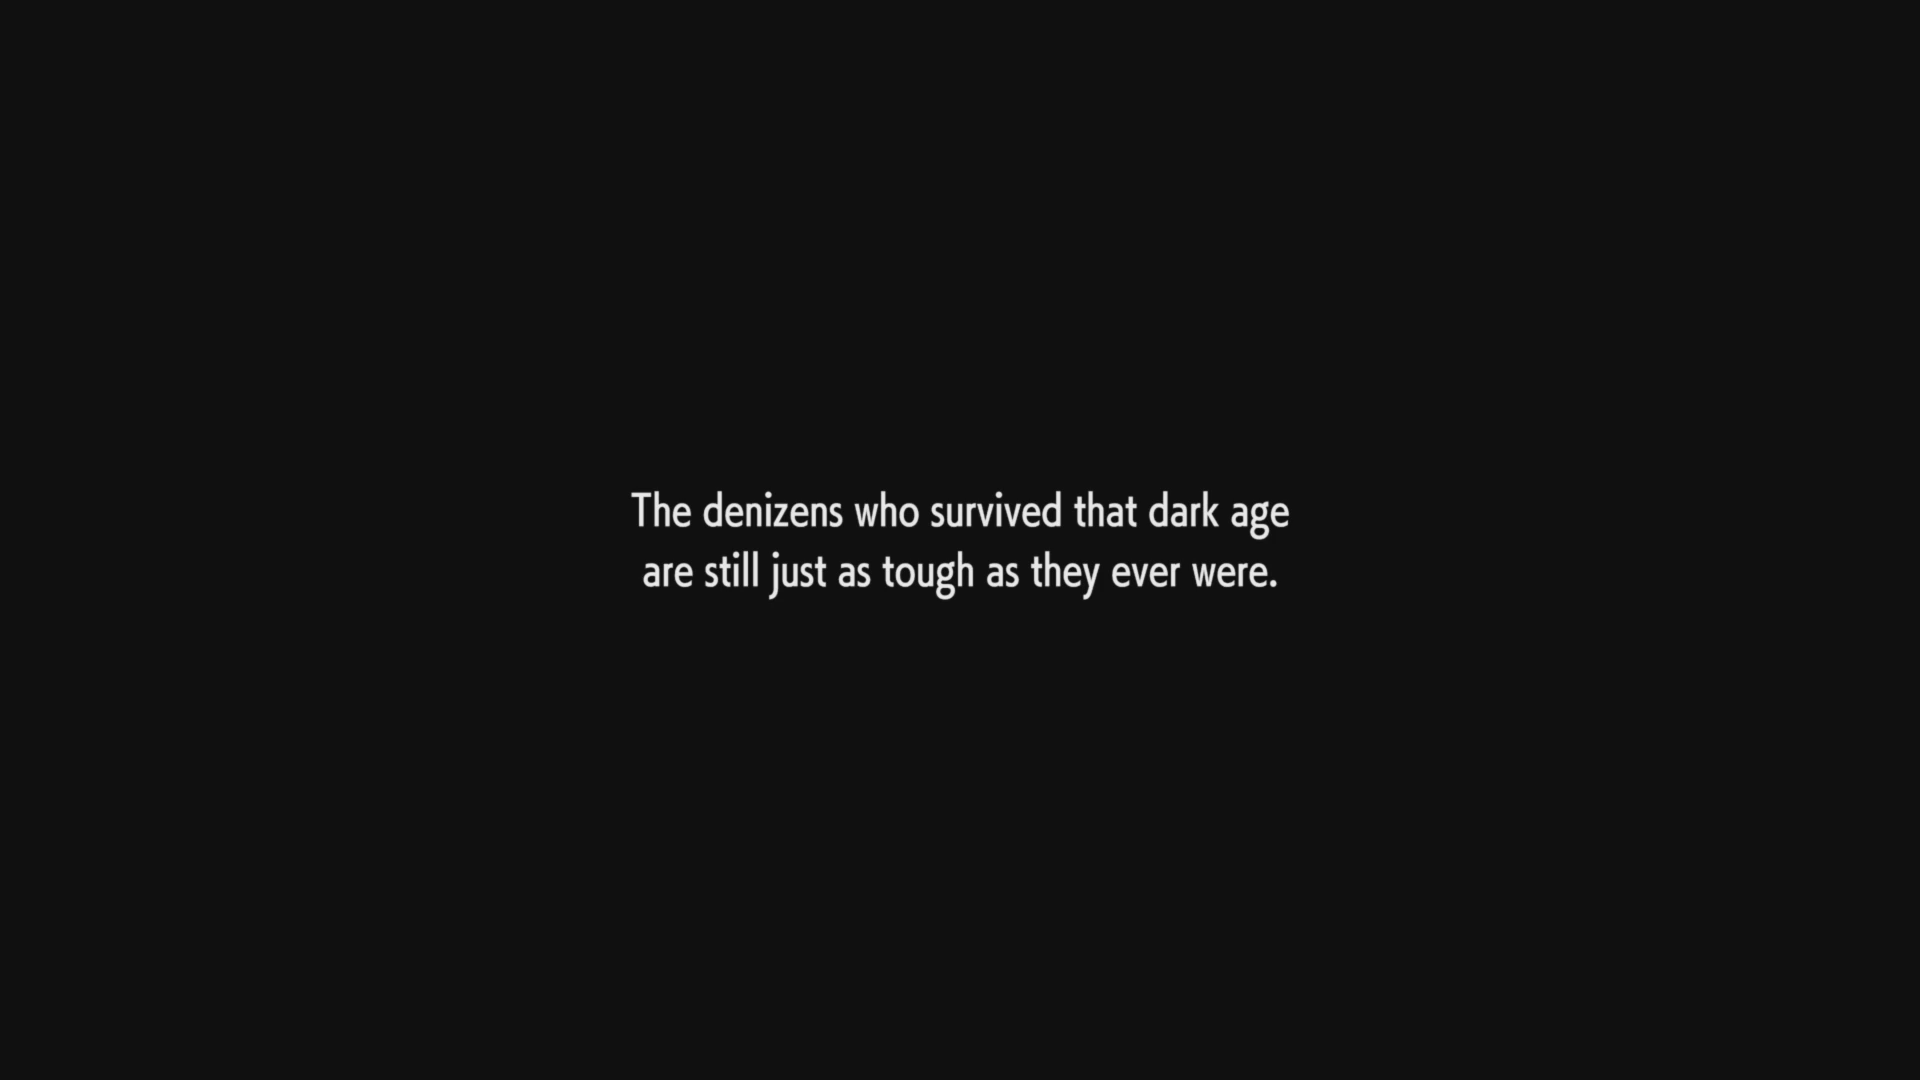 The denizens who survived that dark age
are still just as tough as they ever were.